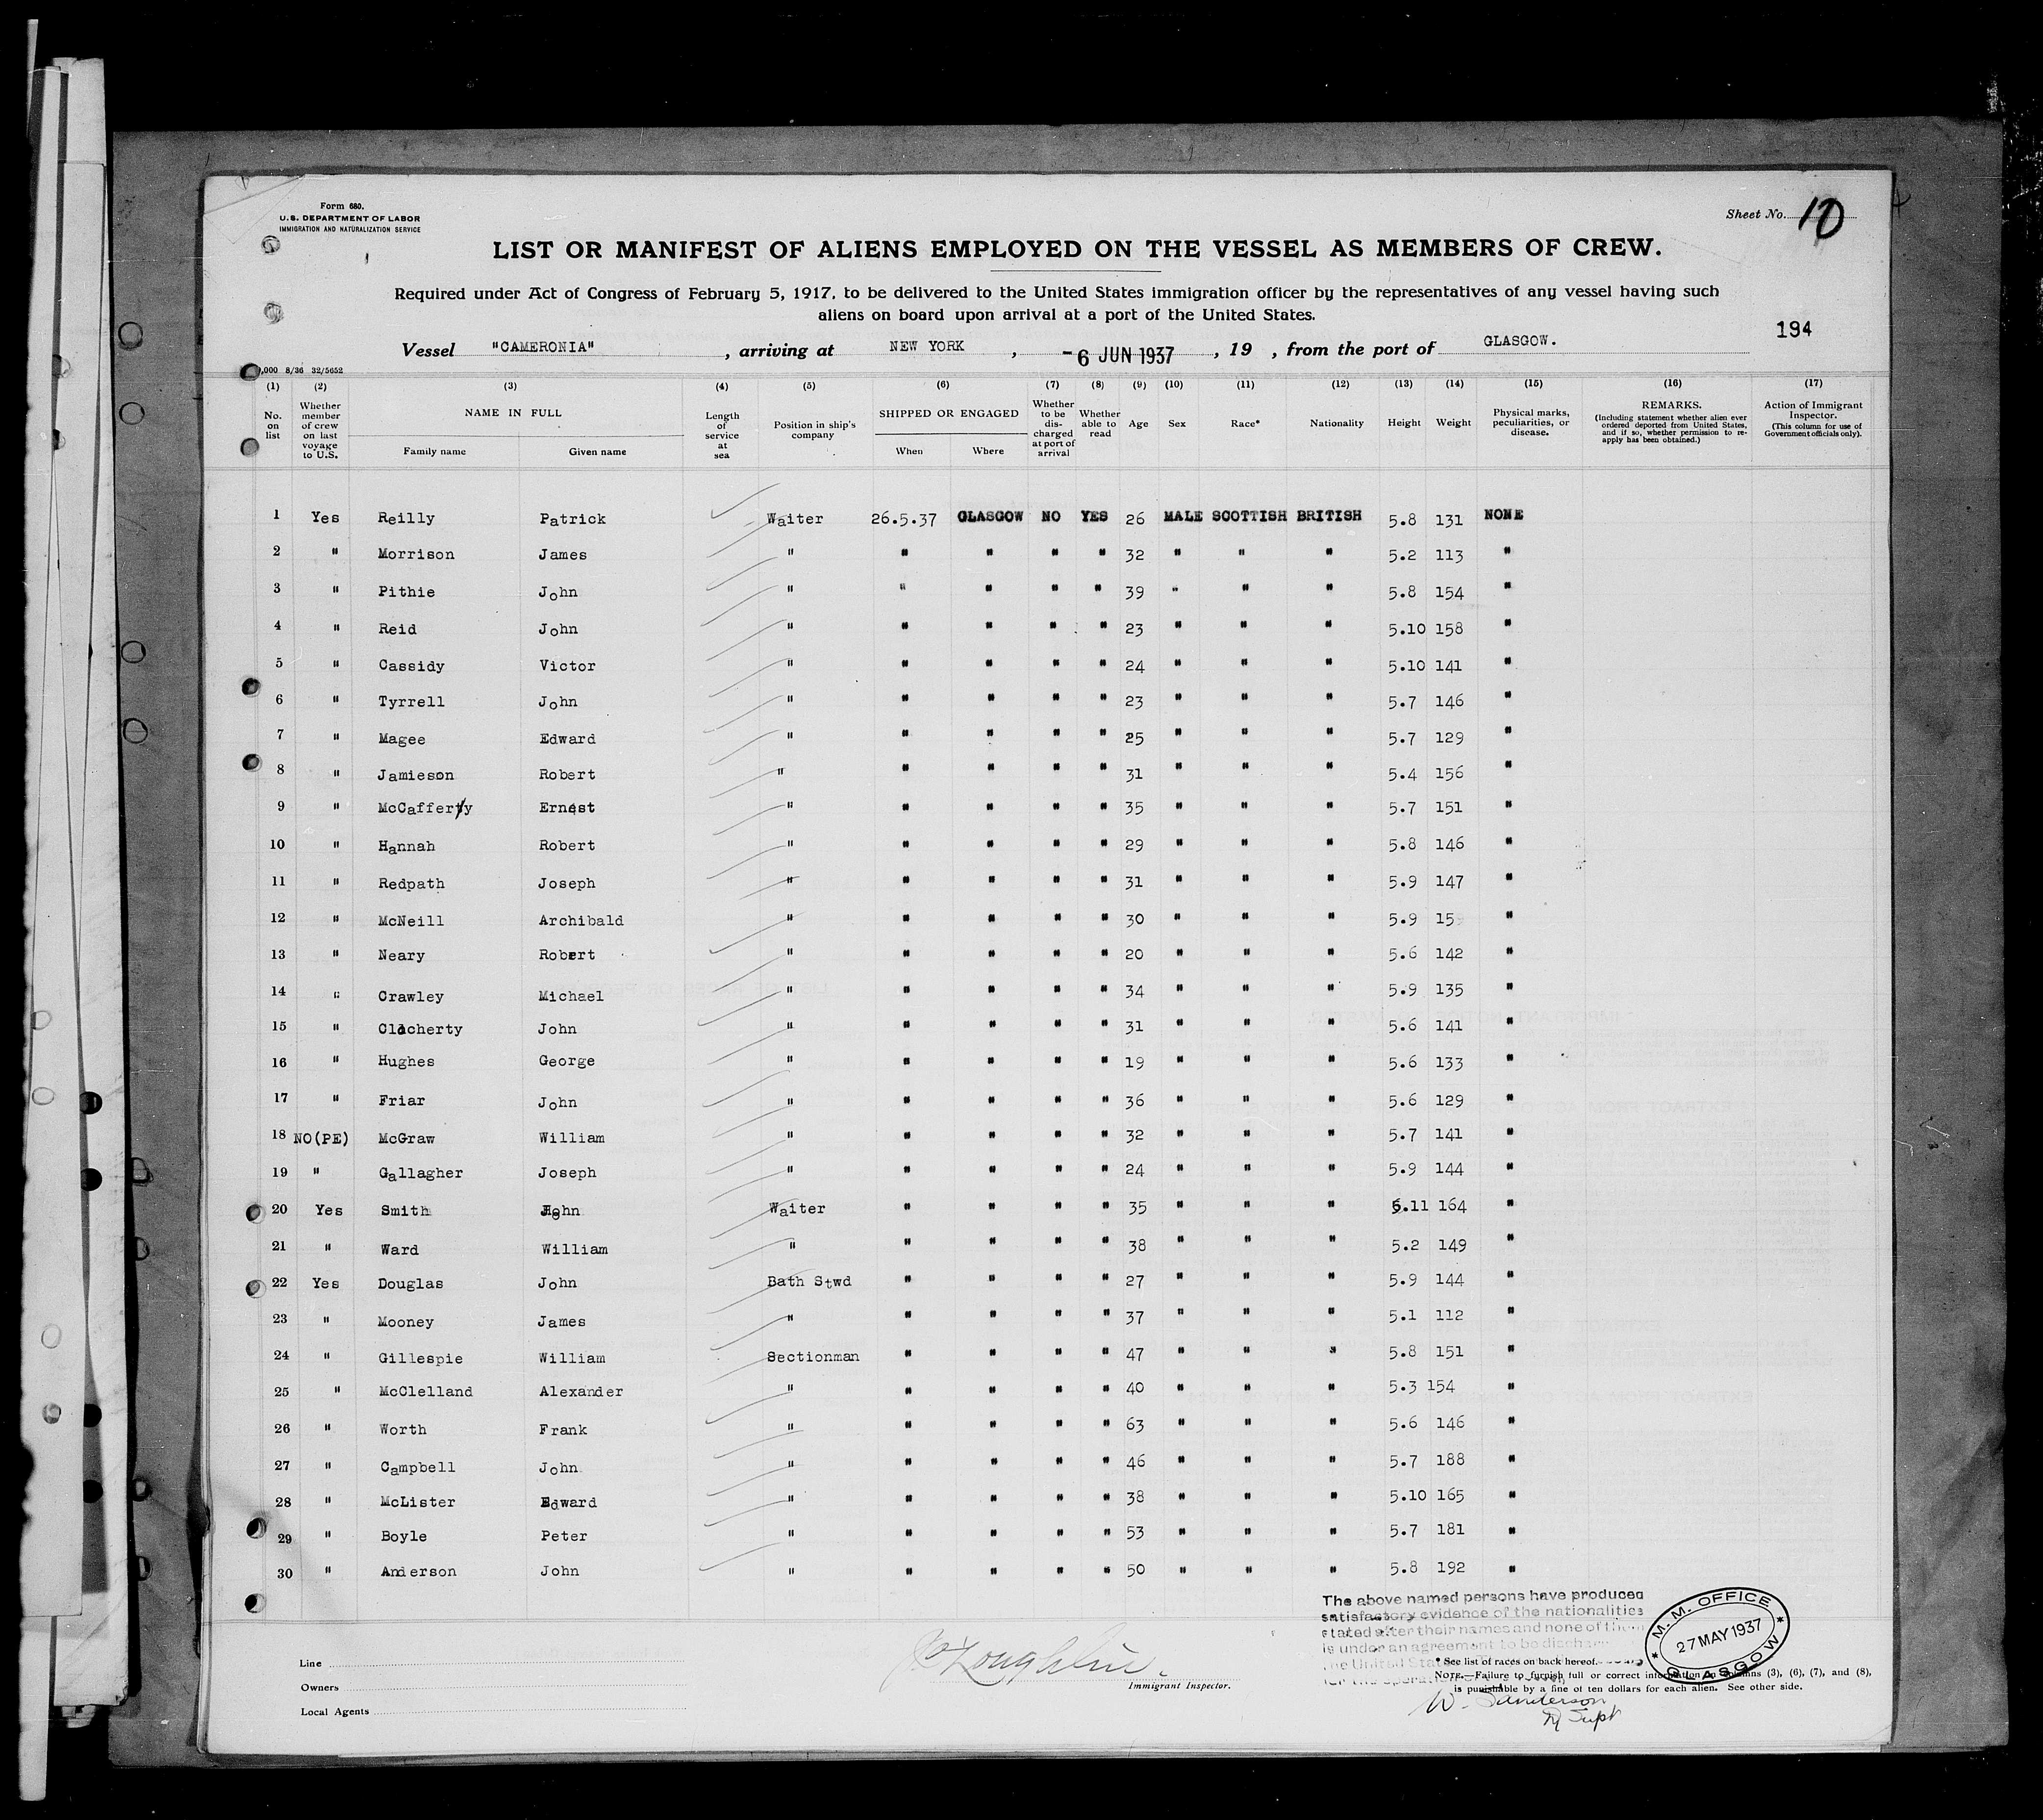 Form 680.
U.S. DEPARTMENT OF LABOR
IMMIGRATION AND NATURALIZATION SERVICE
Sheet No. 10
LIST OR MANIFEST OF ALIENS EMPLOYED ON THE VESSEL AS MEMBERS OF CREW.
Required under Act of Congress of February 5, 1917, to be delivered to the United States immigration officer by the representatives of any vessel having such
aliens on board upon arrival at a port of the United States.
194
Vessel "CAMERONIA", arriving at NEW YORK, -6 JUN 1937, 19 , from the port of GLASGOW.
,000 8/36 32/5652
(1) (2) (3) (4) (5) (6) (7) (8) (9) (10) (11) (12) (13) (14) (15) (16) (17)
No. on list | Whether member of crew on last voyage to U.S. | NAME IN FULL Family name Given name | Length of service at sea | Position in ship's company | SHIPPED OR ENGAGED When Where | Whether to be discharged at port of arrival | Whether able to read | Age | Sex | Race* | Nationality | Height | Weight | Physical marks, peculiarities, or disease. | REMARKS. (Including statement whether alien ever ordered deported from United States, and if so, whether permission to reapply has been obtained.) | Action of Immigrant Inspector. (This column for use of Government officials only).
1 Yes Reilly Patrick Waiter 26.5.37 GLASGOW NO YES 26 MALE SCOTTISH BRITISH 5.8 131 NONE
2 " Morrison James " " " " " 32 " " " 5.2 113 "
3 " Pithie John " " " " " 39 " " " 5.8 154 "
4 " Reid John " " " " " 23 " " " 5.10 158 "
5 " Cassidy Victor " " " " " 24 " " " 5.10 141 "
6 " Tyrrell John " " " " " 23 " " " 5.7 146 "
7 " Magee Edward " " " " " 25 " " " 5.7 129 "
8 " Jamieson Robert " " " " " 31 " " " 5.4 156 "
9 " McCafferty Ernest " " " " " 35 " " " 5.7 151 "
10 " Hannah Robert " " " " " 29 " " " 5.8 146 "
11 " Redpath Joseph " " " " " 31 " " " 5.9 147 "
12 " McNeill Archibald " " " " " 30 " " " 5.9 "
13 " Neary Robert " " " " " 20 " " " 5.6 142 "
14 " Crawley Michael " " " " " 34 " " " 5.9 135 "
15 " Clacherty John " " " " " 31 " " " 5.6 141 "
16 " Hughes George " " " " " 19 " " " 5.6 133 "
17 " Friar John " " " " " 36 " " " 5.6 129 "
18 NO(PE) McGraw William " " " " " 32 " " " 5.7 141 "
19 " Gallagher Joseph " " " " " 24 " " " 5.9 144 "
20 Yes Smith John Waiter " " " " 35 " " " 5.11 164 "
21 " Ward William " " " " " 38 " " " 5.2 149 "
22 Yes Douglas John Bath Stwd " " " " 27 " " " 5.9 144 "
23 " Mooney James " " " " " 37 " " " 5.1 112 "
24 " Gillespie William Sectionman " " " " 47 " " " 5.8 151 "
25 " McClelland Alexander " " " " " 40 " " " 5.3 154 "
26 " Worth Frank " " " " " 63 " " " 5.6 146 "
27 " Campbell John " " " " " 46 " " " 5.7 188 "
28 " McLister Edward " " " " " 38 " " " 5.10 165 "
29 " Boyle Peter " " " " " 53 " " " 5.7 181 "
30 " Anderson John " " " " " 50 " " " 5.8 192 "
The above named persons have produced
satisfactory evidence of the nationalities
stated after their names and none of them
is under an agreement to be
the United
for the operation of
M. M. OFFICE
27 MAY 1937
GLASGOW
Line
Owners
Local Agents
Immigrant Inspector.
* See list of races on back hereof.
NOTE.—Failure to furnish full or correct information in columns (3), (6), (7), and (8),
is punishable by a fine of ten dollars for each alien. See other side.
W. Sanderson
Dy Supt